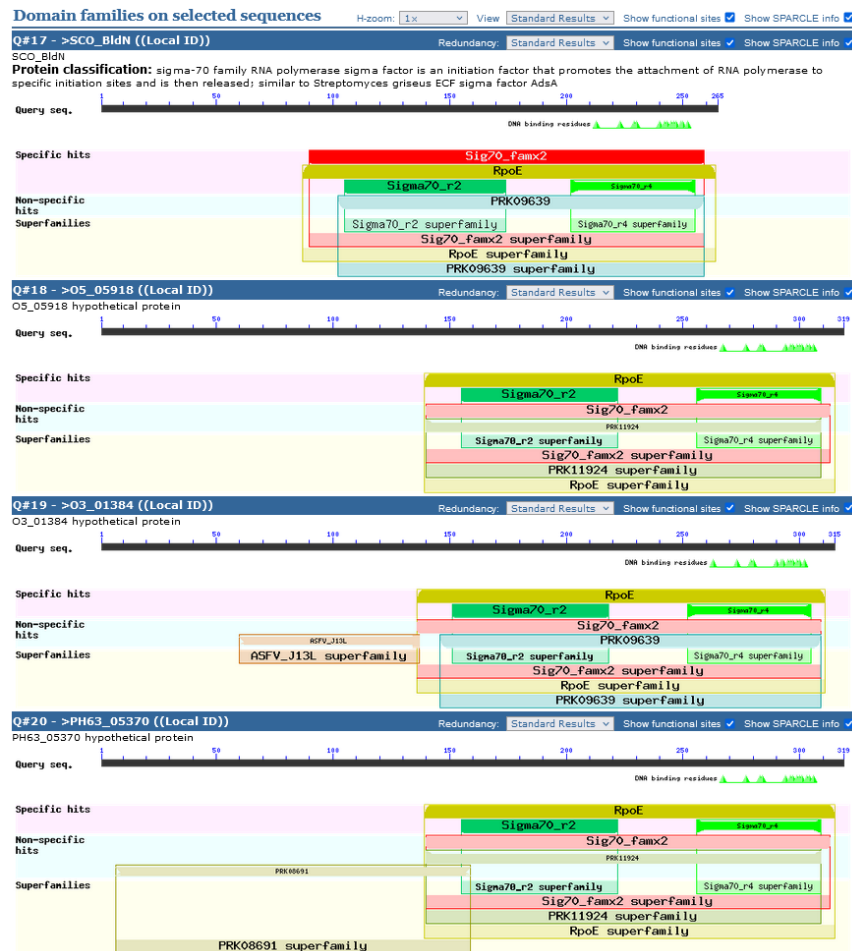 Domain families on selected sequences
H-zoom: 1x View Standard Results Show functional sites Show SPARCLE info
Q#17 - >SCO_BldN ((Local ID))
Redundancy: Standard Results Show functional sites Show SPARCLE info
SCO_BldN
Protein classification: sigma-70 family RNA polymerase sigma factor is an initiation factor that promotes the attachment of RNA polymerase to
specific initiation sites and is then released; similar to Streptomyces griseus ECF sigma factor AdsA
1 50 100 150 200 250 265
Query seq.
DNA binding residues
Specific hits
Sig70_famx2
RpoE
Sigma70_r2 Sigma70_r4
Non-specific
hits
PRK09639
Superfamilies
Sigma70_r2 superfamily Sigma70_r4 superfamily
Sig70_famx2 superfamily
RpoE superfamily
PRK09639 superfamily
Q#18 - >O5_05918 ((Local ID))
Redundancy: Standard Results Show functional sites Show SPARCLE info
O5_05918 hypothetical protein
1 50 100 150 200 250 300 319
Query seq.
DNA binding residues
Specific hits
RpoE
Sigma70_r2 Sigma70_r4
Non-specific
hits
Sig70_famx2
PRK11924
Superfamilies
Sigma70_r2 superfamily Sigma70_r4 superfamily
Sig70_famx2 superfamily
PRK11924 superfamily
RpoE superfamily
Q#19 - >O3_01384 ((Local ID))
Redundancy: Standard Results Show functional sites Show SPARCLE info
O3_01384 hypothetical protein
1 50 100 150 200 250 300 315
Query seq.
DNA binding residues
Specific hits
RpoE
Sigma70_r2 Sigma70_r4
Non-specific
hits
Sig70_famx2
ASFV_J13L PRK09639
Superfamilies
ASFV_J13L superfamily Sigma70_r2 superfamily Sigma70_r4 superfamily
Sig70_famx2 superfamily
RpoE superfamily
PRK09639 superfamily
Q#20 - >PH63_05370 ((Local ID))
Redundancy: Standard Results Show functional sites Show SPARCLE info
PH63_05370 hypothetical protein
1 50 100 150 200 250 300 319
Query seq.
DNA binding residues
Specific hits
RpoE
Sigma70_r2 Sigma70_r4
Non-specific
hits
Sig70_famx2
PRK11924
PRK08691
Superfamilies
Sigma70_r2 superfamily Sigma70_r4 superfamily
Sig70_famx2 superfamily
PRK11924 superfamily
RpoE superfamily
PRK08691 superfamily